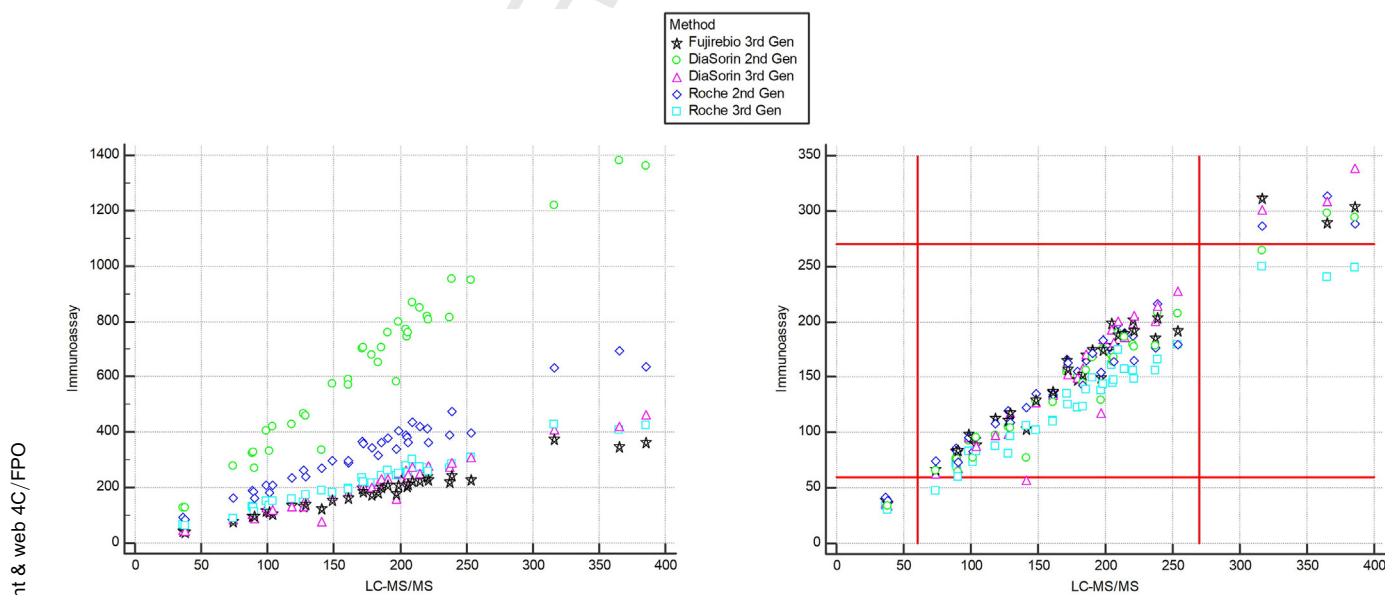 Method
Fujirebio 3rd Gen
DiaSorin 2nd Gen
DiaSorin 3rd Gen
Roche 2nd Gen
Roche 3rd Gen
1400
1200
1000
800
600
400
200
0
Immunoassay
0 50 100 150 200 250 300 350 400
LC-MS/MS
350
300
250
200
150
100
50
0
Immunoassay
0 50 100 150 200 250 300 350 400
LC-MS/MS
& web 4C/FPO